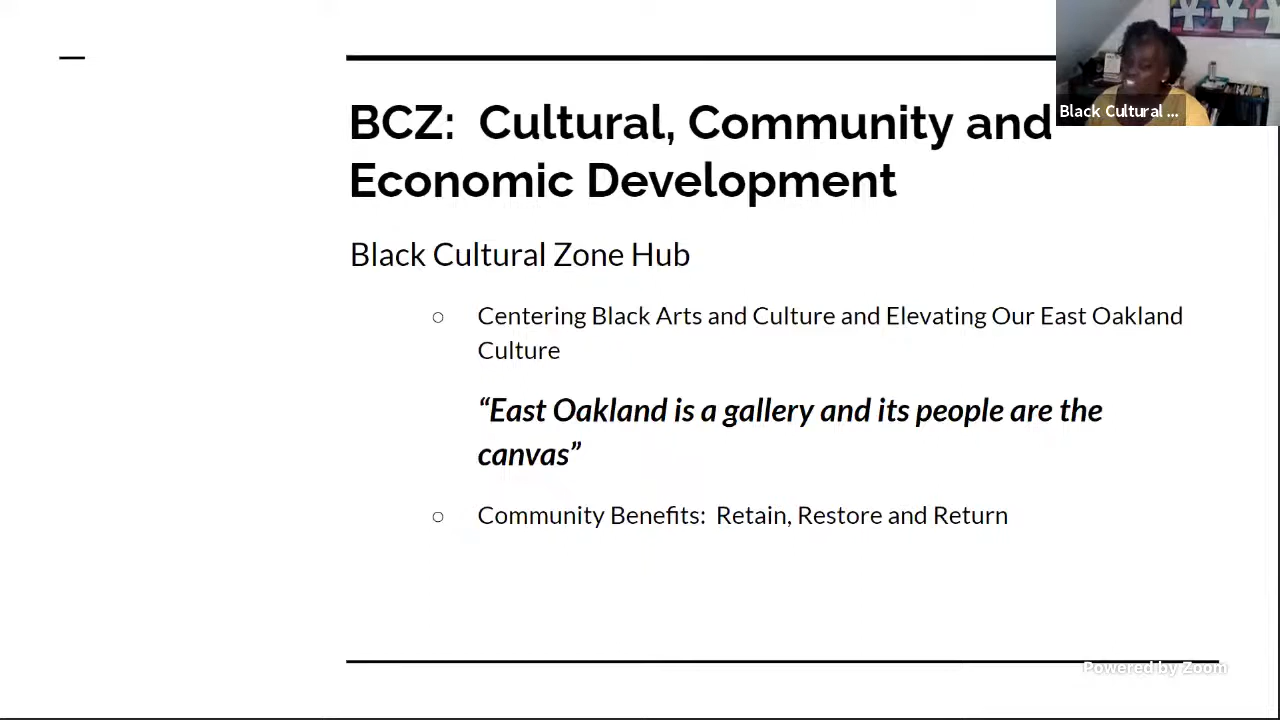 BCZ:  Cultural, Community and
Economic Development
Black Cultural ...
Black Cultural Zone Hub
○ Centering Black Arts and Culture and Elevating Our East Oakland
Culture
“East Oakland is a gallery and its people are the
canvas”
○ Community Benefits:  Retain, Restore and Return
Powered by Zoom